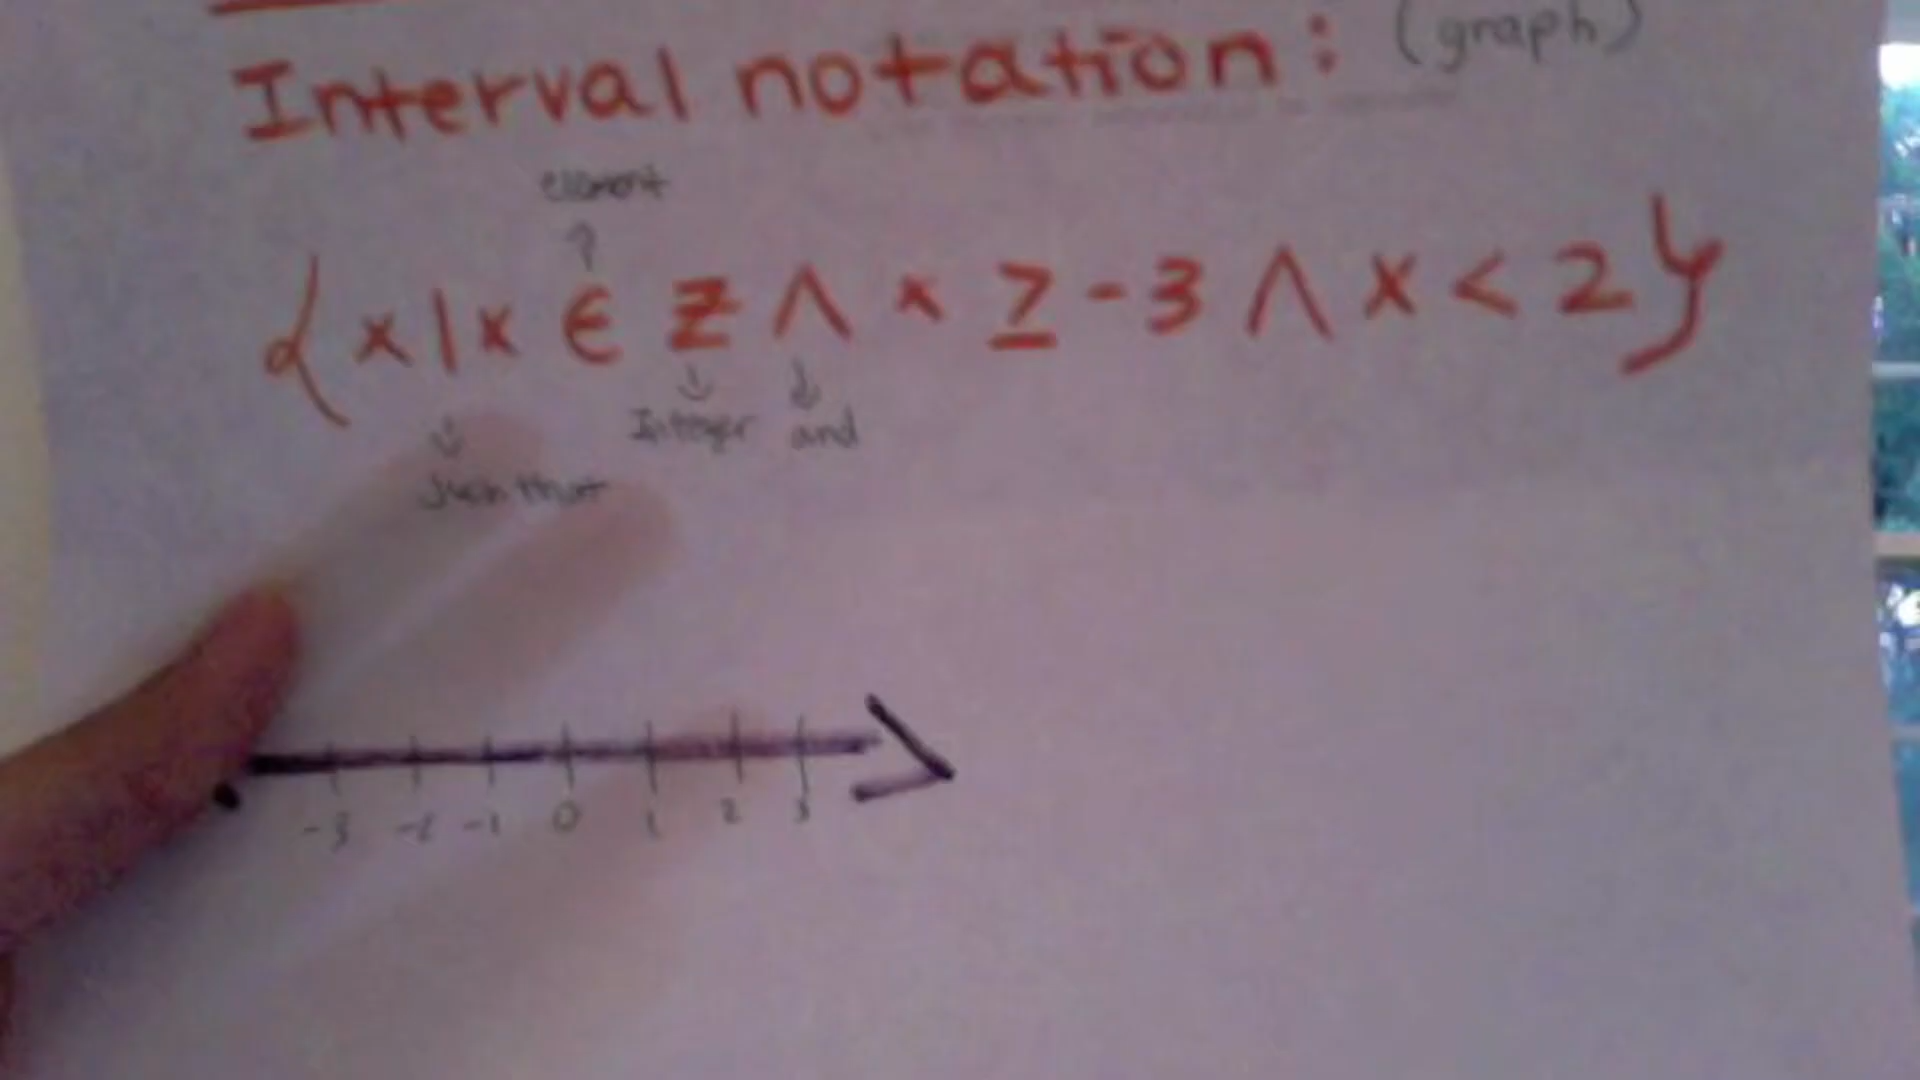 Interval notation: (graph)
element
{x|x ∈ Z ∧ x ≥ -3 ∧ x < 2}
Integer and
Such that
-3 -2 -1 0 1 2 3